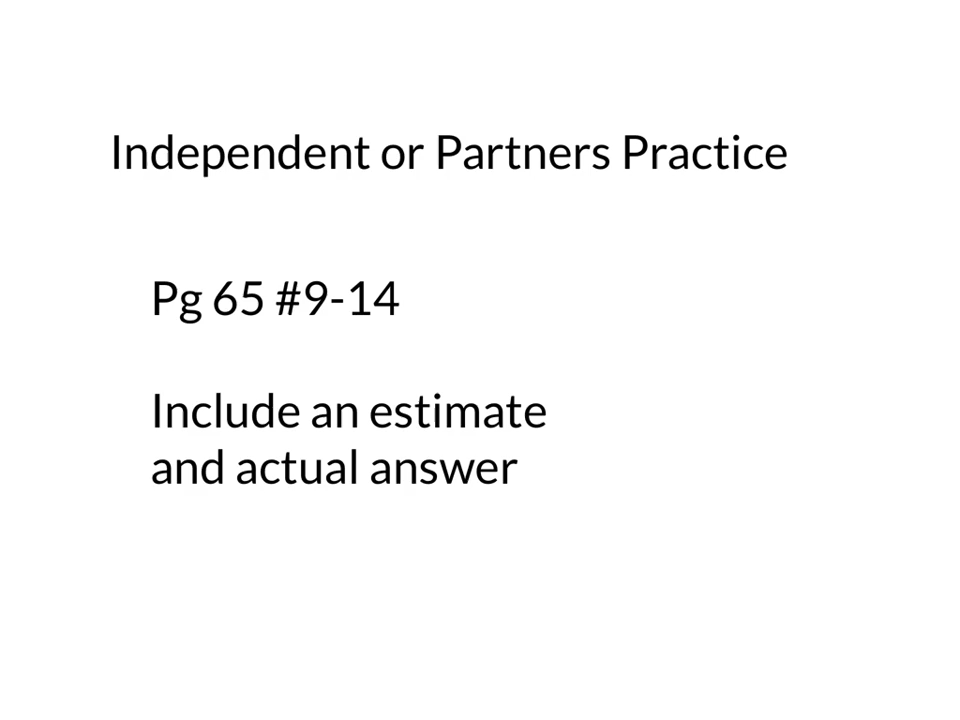 Independent or Partners Practice
Pg 65 #9-14
Include an estimate
and actual answer